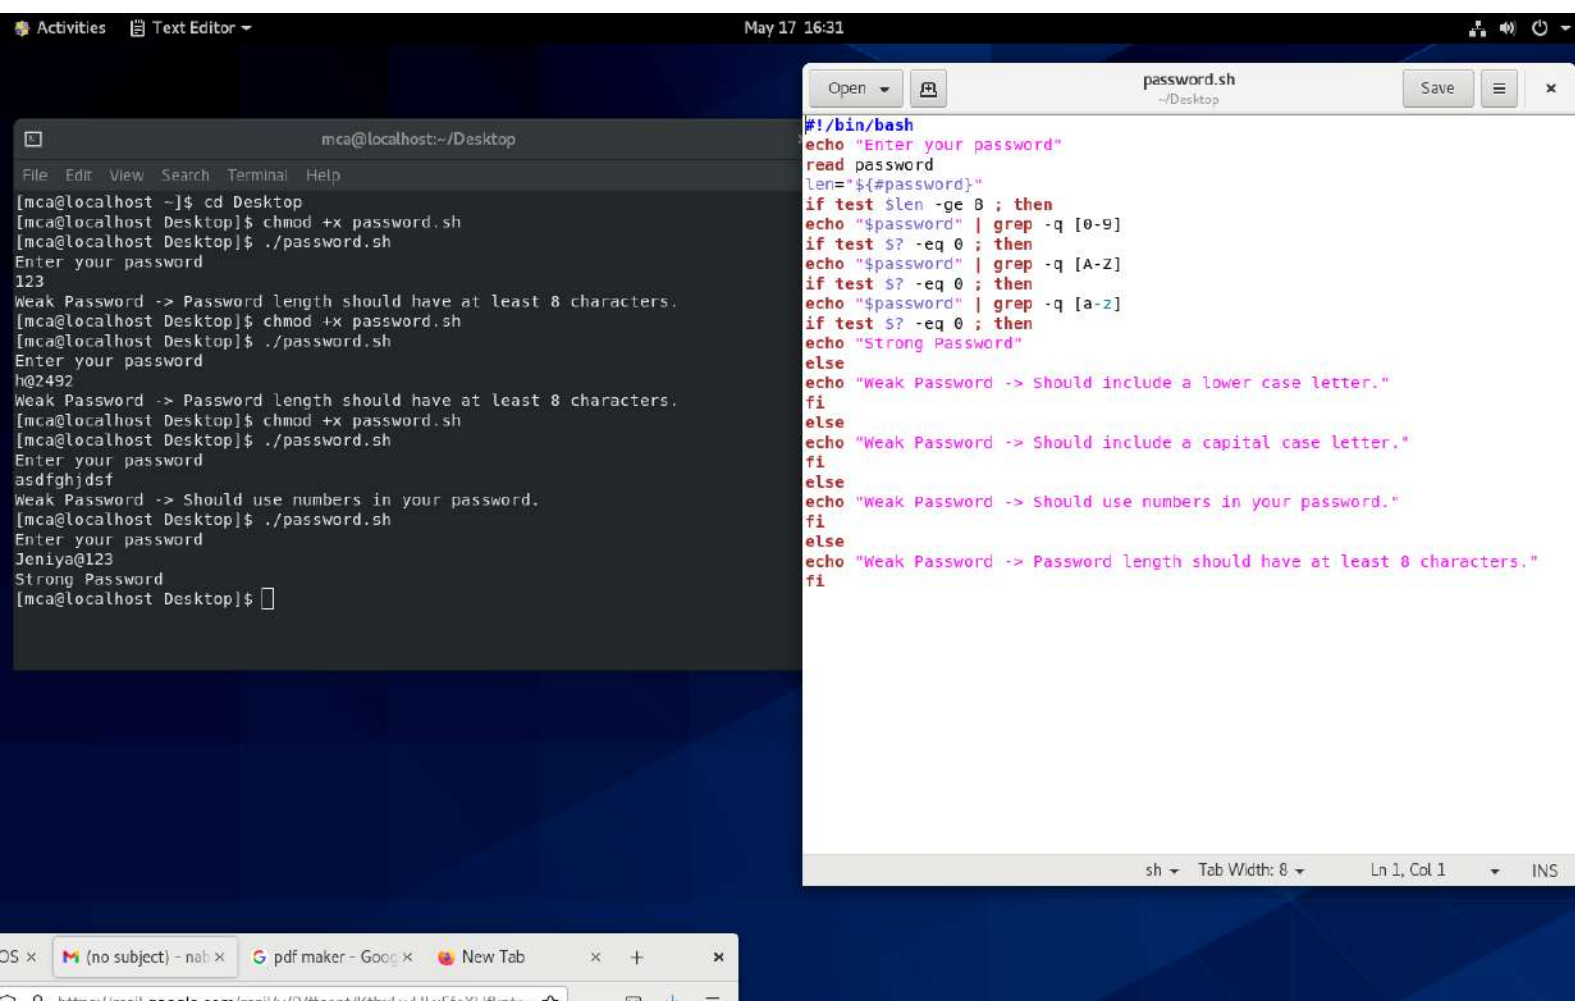 Activities Text Editor May 17 16:31
mca@localhost:~/Desktop
File Edit View Search Terminal Help
[mca@localhost ~]$ cd Desktop
[mca@localhost Desktop]$ chmod +x password.sh
[mca@localhost Desktop]$ ./password.sh
Enter your password
123
Weak Password -> Password length should have at least 8 characters.
[mca@localhost Desktop]$ chmod +x password.sh
[mca@localhost Desktop]$ ./password.sh
Enter your password
h@2492
Weak Password -> Password length should have at least 8 characters.
[mca@localhost Desktop]$ chmod +x password.sh
[mca@localhost Desktop]$ ./password.sh
Enter your password
asdfghjdsf
Weak Password -> Should use numbers in your password.
[mca@localhost Desktop]$ ./password.sh
Enter your password
Jeniya@123
Strong Password
[mca@localhost Desktop]$
Open password.sh Save
~/Desktop
#!/bin/bash
echo "Enter your password"
read password
len="${#password}"
if test $len -ge 8 ; then
echo "$password" | grep -q [0-9]
if test $? -eq 0 ; then
echo "$password" | grep -q [A-Z]
if test $? -eq 0 ; then
echo "$password" | grep -q [a-z]
if test $? -eq 0 ; then
echo "Strong Password"
else
echo "Weak Password -> Should include a lower case letter."
fi
else
echo "Weak Password -> Should include a capital case letter."
fi
else
echo "Weak Password -> Should use numbers in your password."
fi
else
echo "Weak Password -> Password length should have at least 8 characters."
fi
sh Tab Width: 8 Ln 1, Col 1 INS
OS (no subject) - nab pdf maker - Goog New Tab